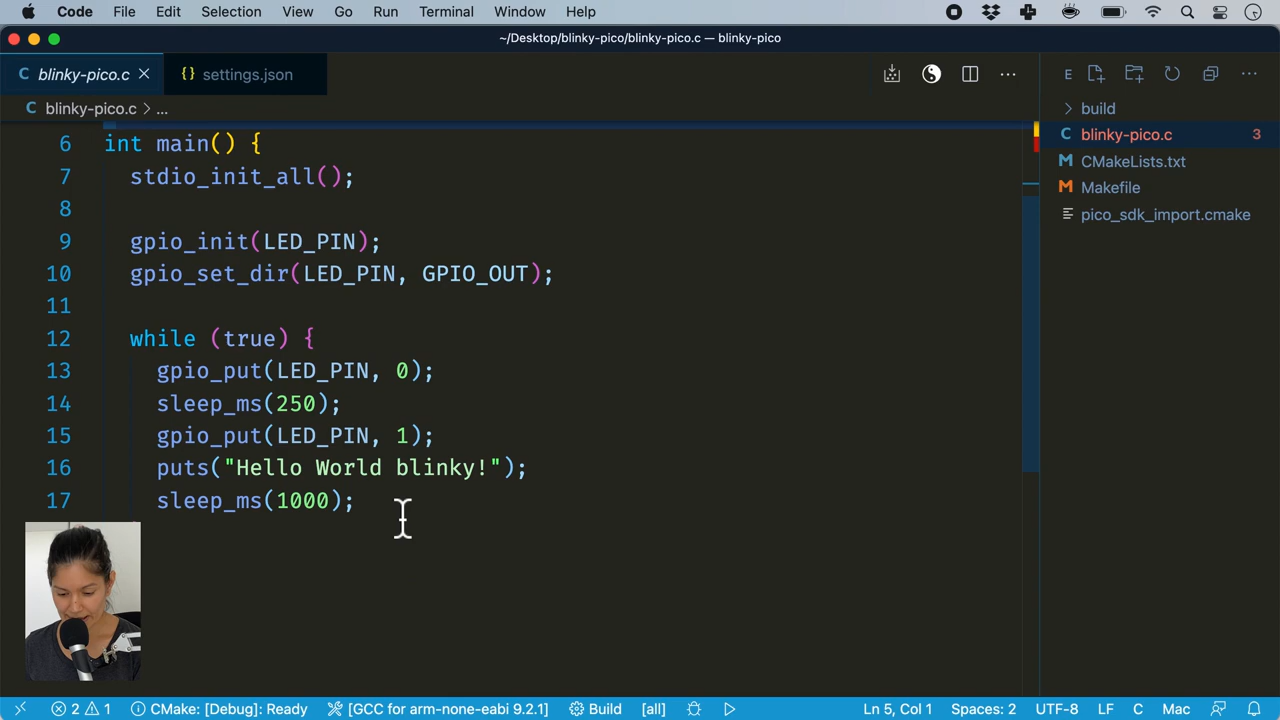 Code File Edit Selection View Go Run Terminal Window Help
~/Desktop/blinky-pico/blinky-pico.c — blinky-pico
C blinky-pico.c
{} settings.json
E
C blinky-pico.c > ...
6 int main() {
7 stdio_init_all();
8
9 gpio_init(LED_PIN);
10 gpio_set_dir(LED_PIN, GPIO_OUT);
11
12 while (true) {
13 gpio_put(LED_PIN, 0);
14 sleep_ms(250);
15 gpio_put(LED_PIN, 1);
16 puts("Hello World blinky!");
17 sleep_ms(1000);
> build
C blinky-pico.c 3
M CMakeLists.txt
M Makefile
pico_sdk_import.cmake
2 1 CMake: [Debug]: Ready [GCC for arm-none-eabi 9.2.1] Build [all] Ln 5, Col 1 Spaces: 2 UTF-8 LF C Mac